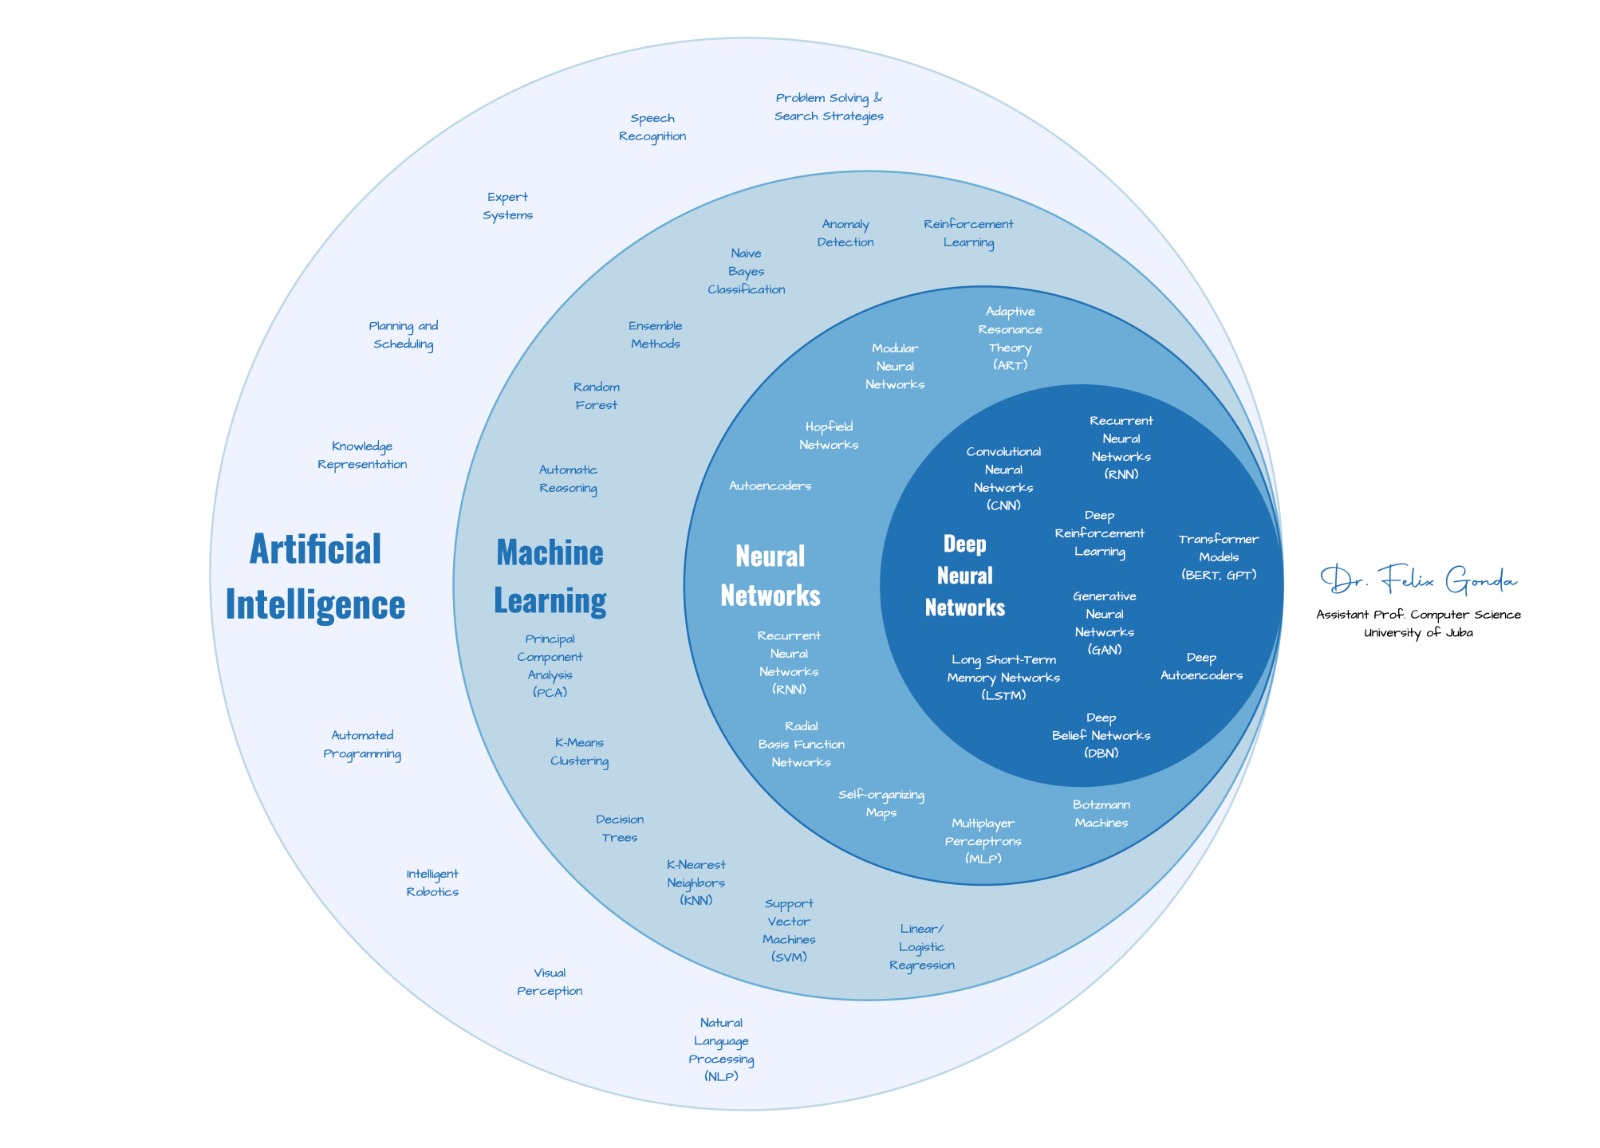 Problem Solving &
Search Strategies
Speech
Recognition
Expert
Systems
Planning and
Scheduling
Knowledge
Representation
Artificial
Intelligence
Automated
Programming
Intelligent
Robotics
Visual
Perception
Natural
Language
Processing
(NLP)
Reinforcement
Learning
Anomaly
Detection
Naive
Bayes
Classification
Ensemble
Methods
Random
Forest
Automatic
Reasoning
Machine
Learning
Principal
Component
Analysis
(PCA)
K-Means
Clustering
Decision
Trees
K-Nearest
Neighbors
(KNN)
Support
Vector
Machines
(SVM)
Linear/
Logistic
Regression
Adaptive
Resonance
Theory
(ART)
Modular
Neural
Networks
Hopfield
Networks
Autoencoders
Neural
Networks
Recurrent
Neural
Networks
(RNN)
Radial
Basis Function
Networks
Self-organizing
Maps
Multiplayer
Perceptrons
(MLP)
Botzmann
Machines
Recurrent
Neural
Networks
(RNN)
Convolutional
Neural
Networks
(CNN)
Deep
Reinforcement
Learning
Transformer
Models
(BERT, GPT)
Deep
Neural
Networks
Generative
Neural
Networks
(GAN)
Long Short-Term
Memory Networks
(LSTM)
Deep
Autoencoders
Deep
Belief Networks
(DBN)
Dr. Felix Gonda
Assistant Prof. Computer Science
University of Juba